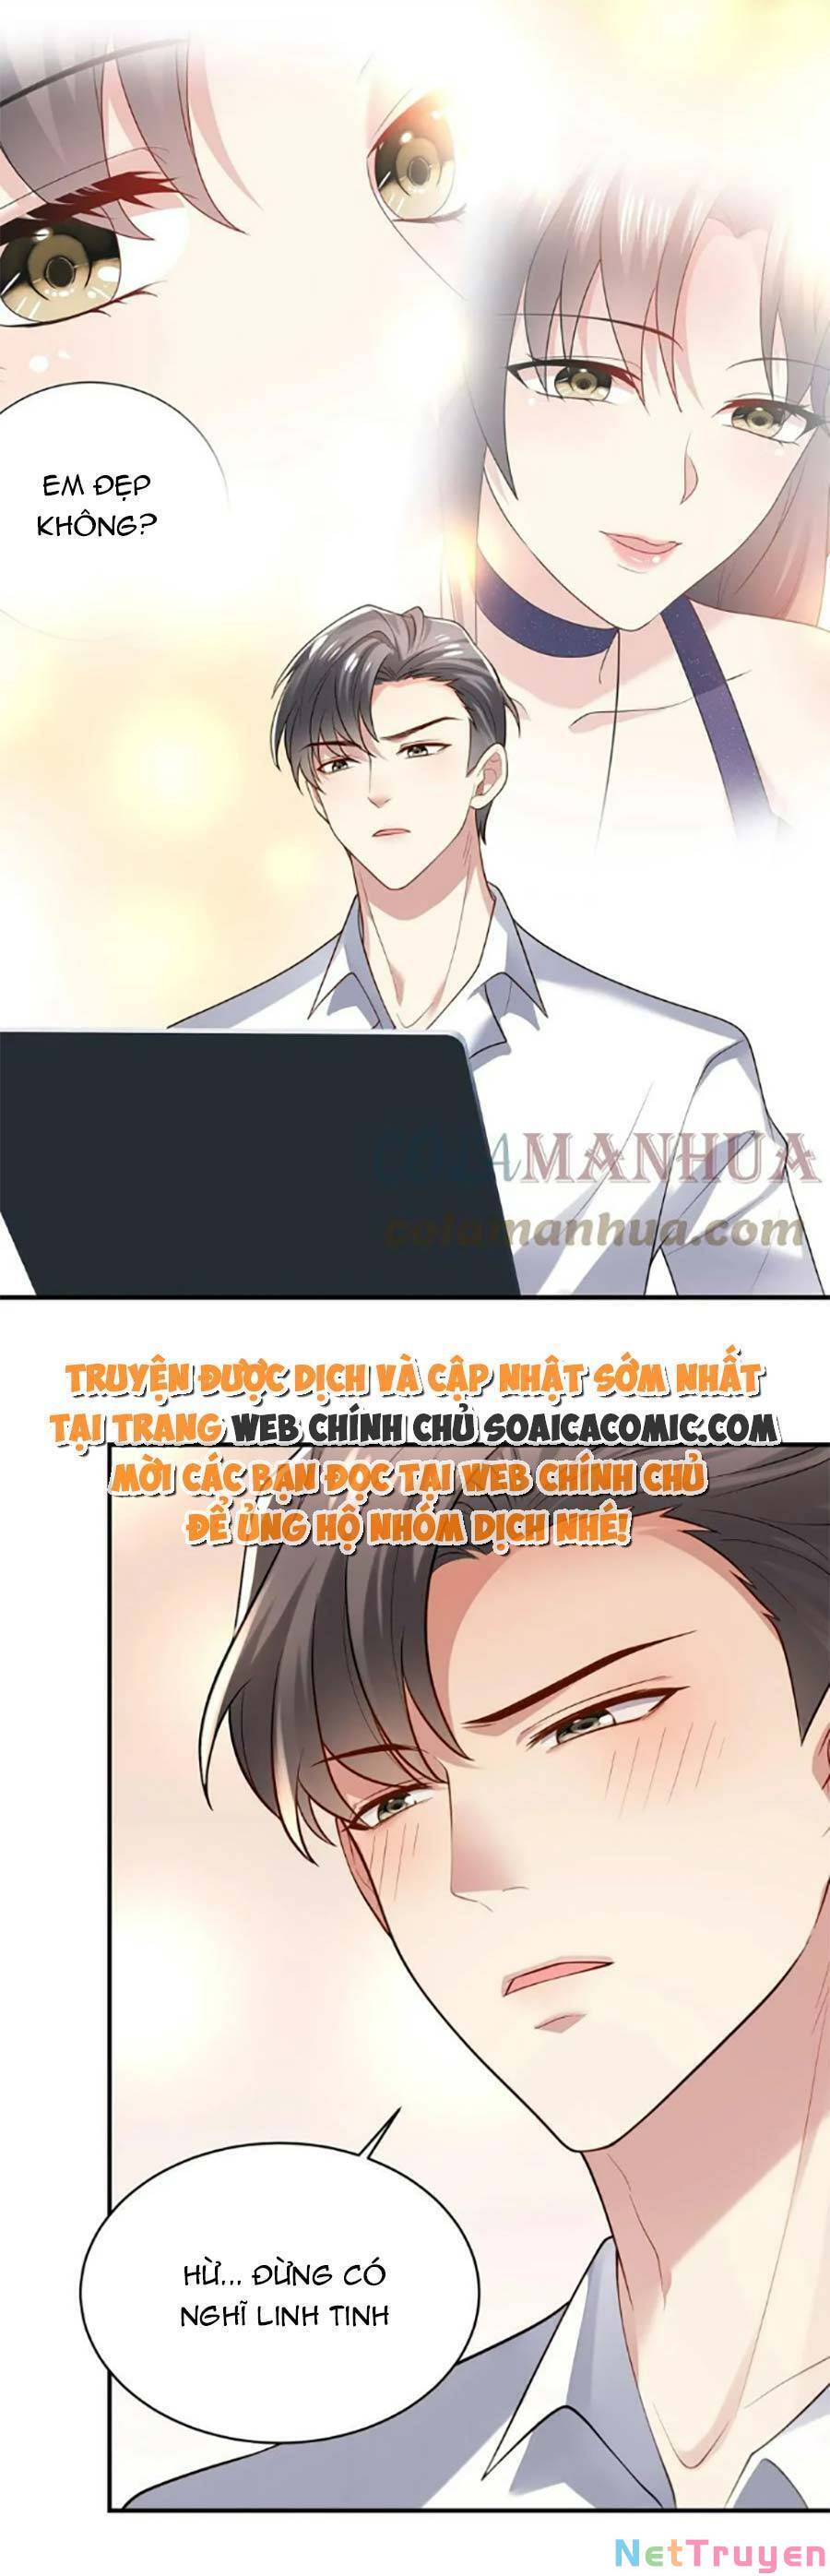 EM ĐẸP
KHÔNG?
COLAMANHUA
colamanhua.com
TRUYỆN ĐƯỢC DỊCH VÀ CẬP NHẬT SỚM NHẤT
TẠI TRANG WEB CHÍNH CHỦ SOAICACOMIC.COM
MỜI CÁC BẠN ĐỌC TẠI WEB CHÍNH CHỦ
ĐỂ ỦNG HỘ NHÓM DỊCH NHÉ!
HỪ... ĐỪNG CÓ
NGHĨ LINH TINH
NetTruyen